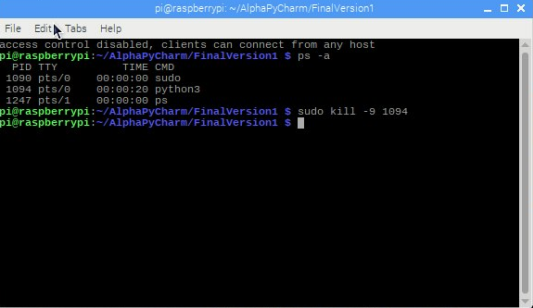 pi@raspberrypi: ~/AlphaPyCharm/FinalVersion1
File Edit Tabs Help
access control disabled, clients can connect from any host
pi@raspberrypi:~/AlphaPyCharm/FinalVersion1 $ ps -a
PID TTY TIME CMD
1090 pts/0 00:00:00 sudo
1094 pts/0 00:00:20 python3
1247 pts/1 00:00:00 ps
pi@raspberrypi:~/AlphaPyCharm/FinalVersion1 $ sudo kill -9 1094
pi@raspberrypi:~/AlphaPyCharm/FinalVersion1 $